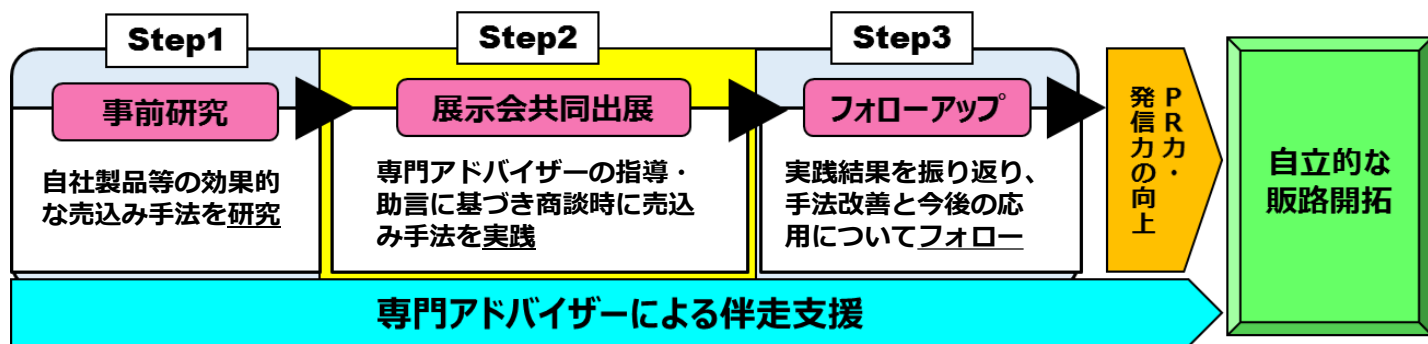 Step1
事前研究
自社製品等の効果的
な売込み手法を研究
Step2
展示会共同出展
専門アドバイザーの指導・
助言に基づき商談時に売込
み手法を実践
Step3
フォローアップ
実践結果を振り返り、
手法改善と今後の応
用についてフォロー
PR力・
発信力の向上
自立的な
販路開拓
専門アドバイザーによる伴走支援